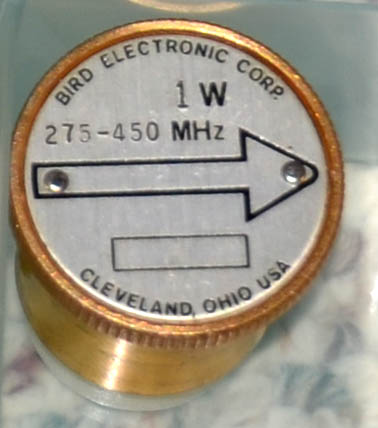 BIRD ELECTRONIC CORP.
1 W
275-450 MHz
CLEVELAND, OHIO USA